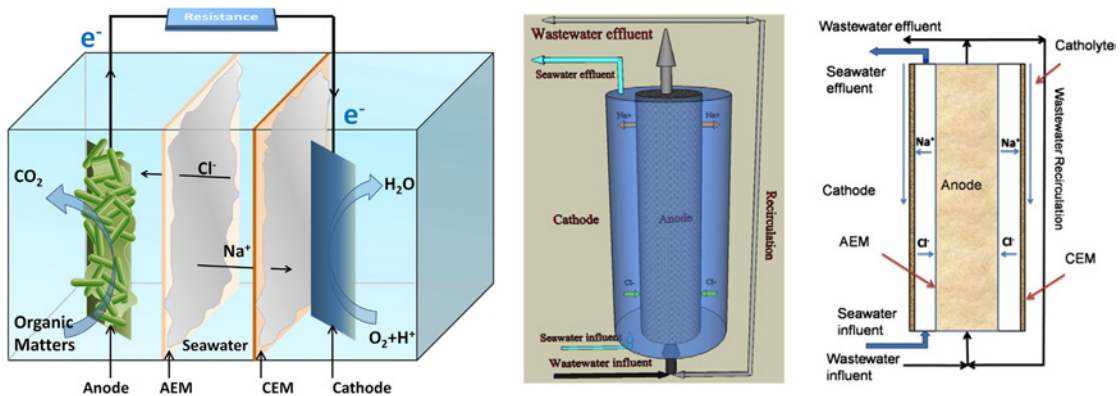 Resistance
e-
e-
CO2
Cl-
H2O
Na+
Organic
Matters
Seawater
O2+H+
Anode
AEM
CEM
Cathode
Wastewater effluent
Seawater effluent
Na+
Na+
Cathode
Anode
Recirculation
Cl-
Cl-
Seawater influent
Wastewater influent
Wastewater effluent
Catholyte
Seawater
effluent
Na+
Na+
Wastewater Recirculation
Cathode
Anode
AEM
Cl-
Cl-
CEM
Seawater
influent
Wastewater
influent